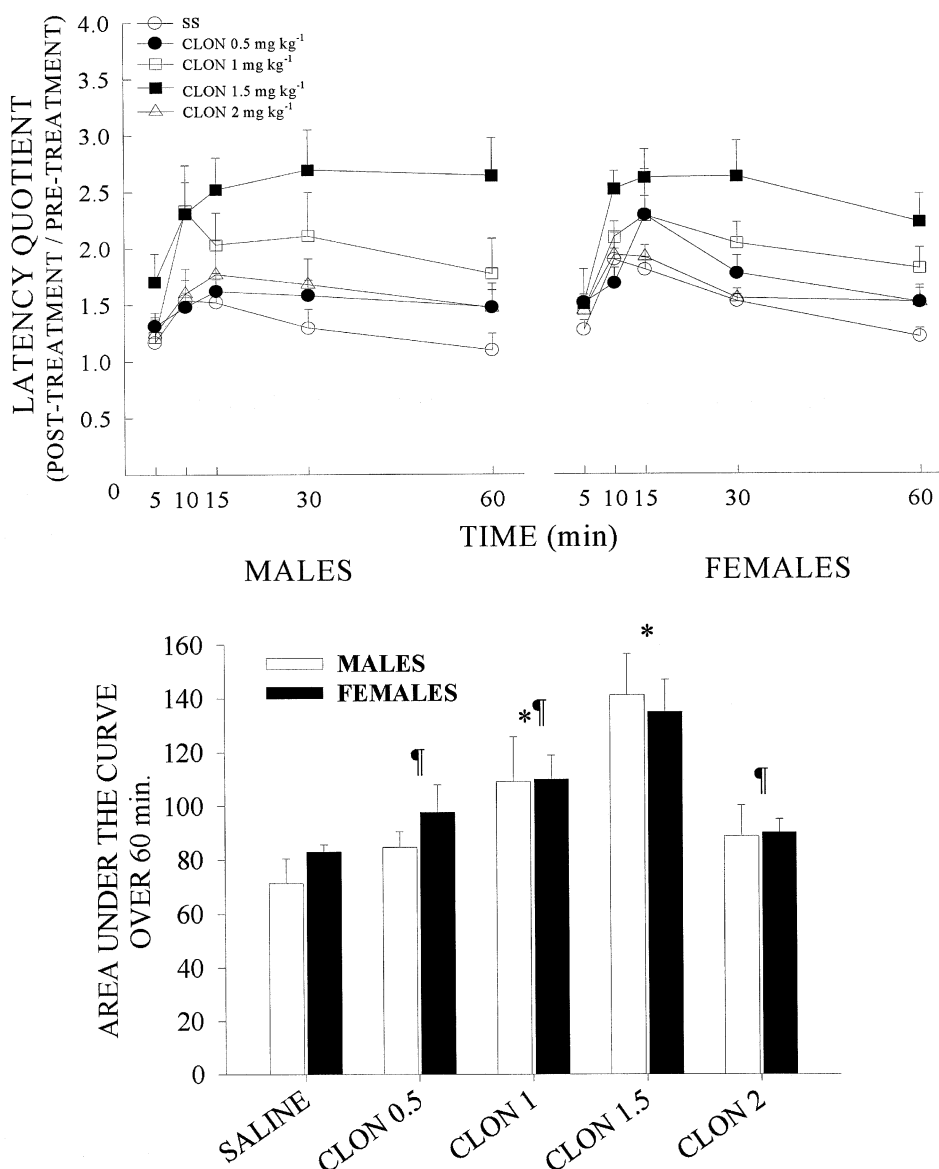 LATENCY QUOTIENT
(POST-TREATMENT / PRE-TREATMENT)
4.0
3.5
3.0
2.5
2.0
1.5
1.0
0.5
0
SS
CLON 0.5 mg kg-1
CLON 1 mg kg-1
CLON 1.5 mg kg-1
CLON 2 mg kg-1
5 10 15 30 60
5 10 15 30 60
TIME (min)
MALES
FEMALES
AREA UNDER THE CURVE
OVER 60 min.
160
140
120
100
80
60
40
20
0
MALES
FEMALES
¶
*¶
*
¶
SALINE
CLON 0.5
CLON 1
CLON 1.5
CLON 2